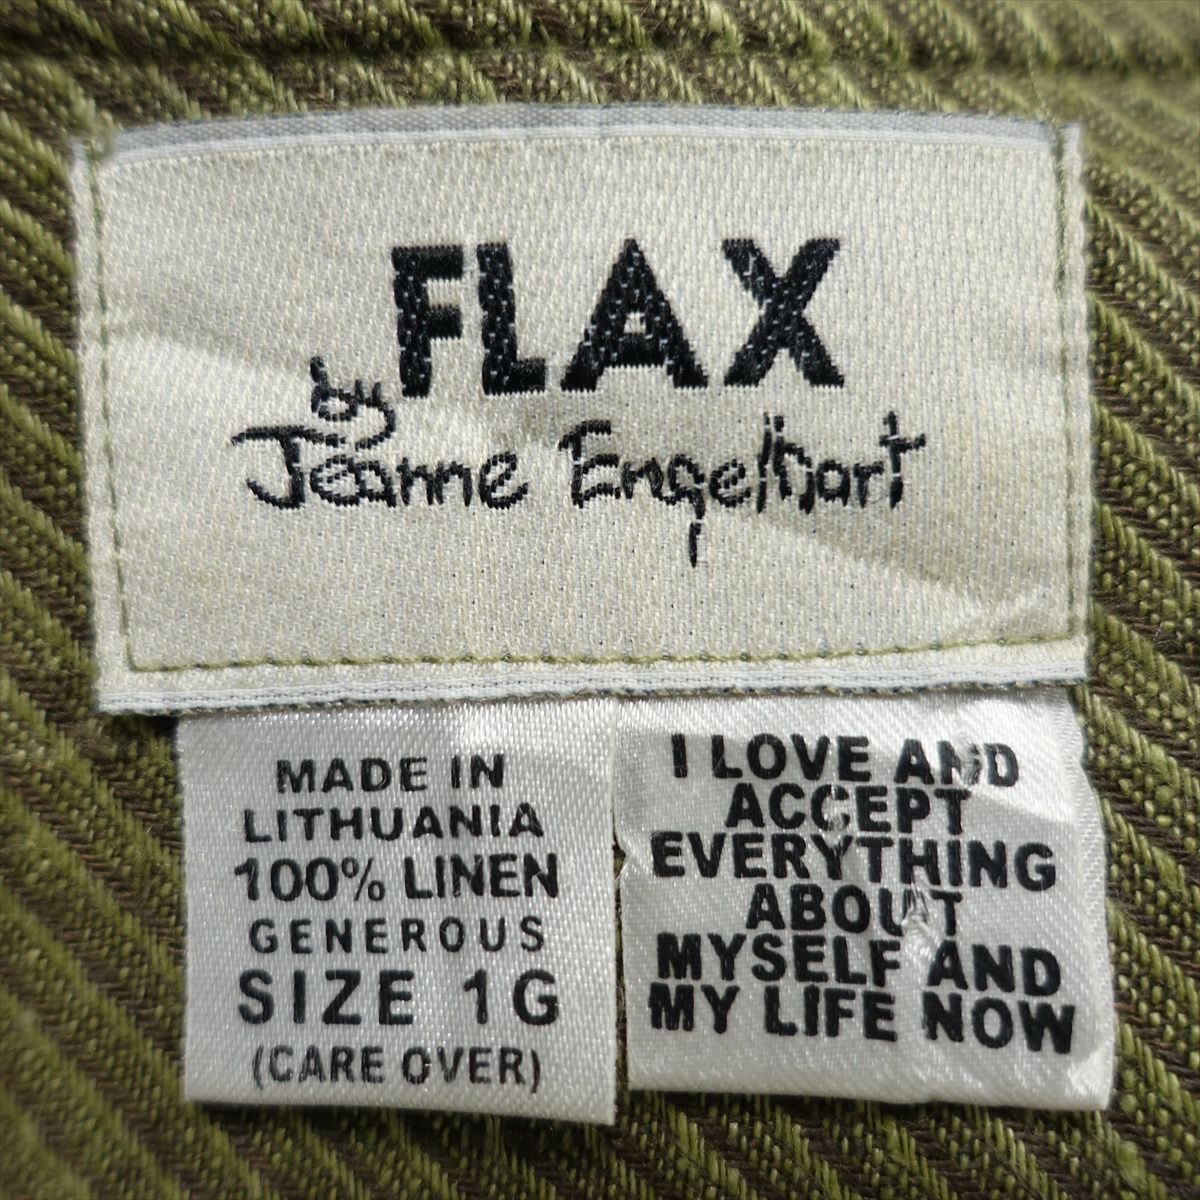 FLAX
by
Jeanne Engelhart
MADE IN
LITHUANIA
100% LINEN
GENEROUS
SIZE 1G
(CARE OVER)
I LOVE AND
ACCEPT
EVERYTHING
ABOUT
MYSELF AND
MY LIFE NOW